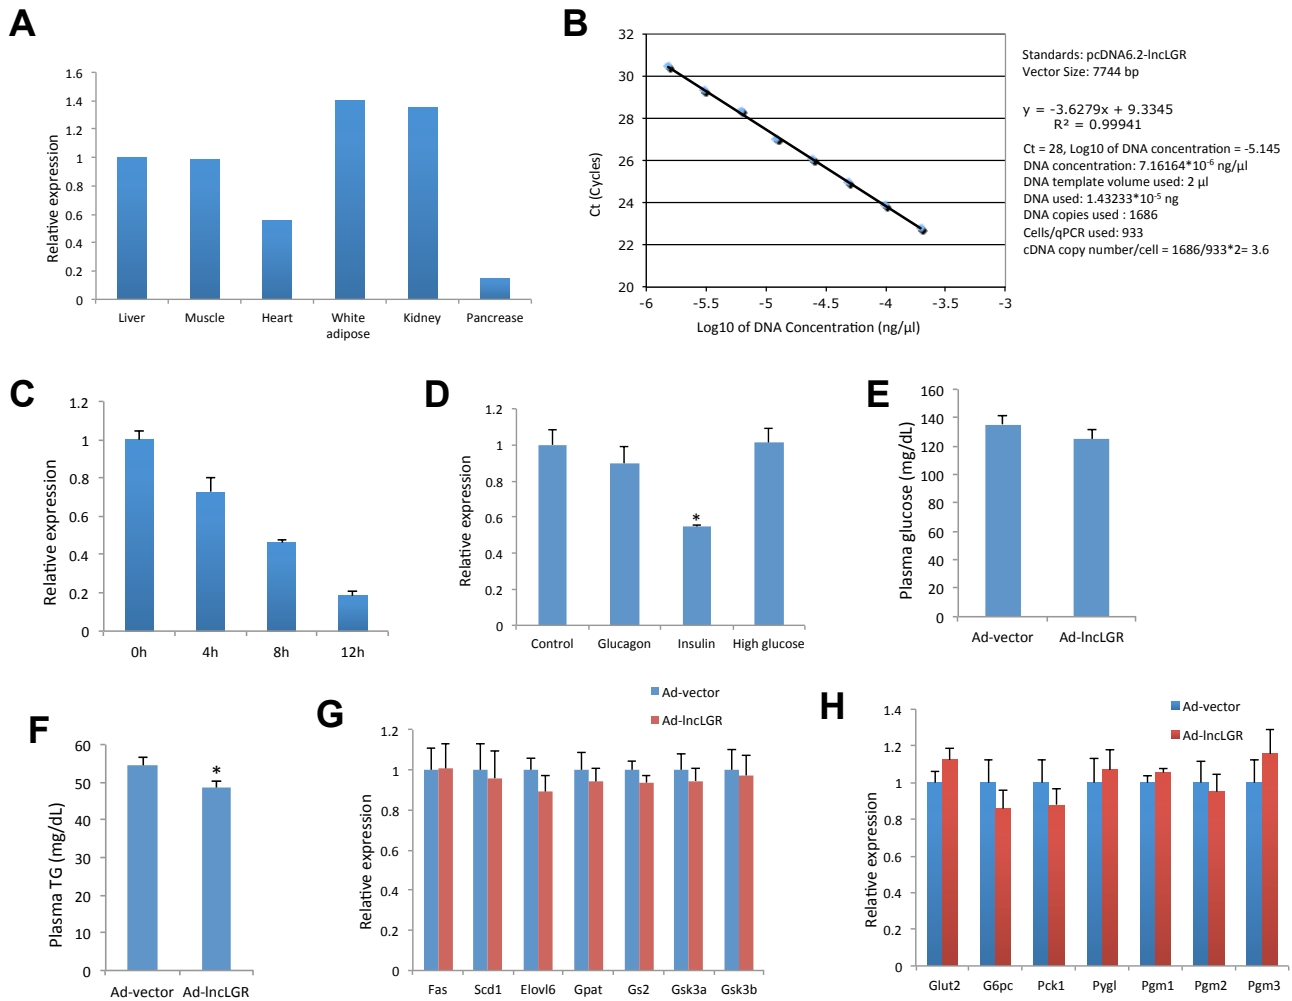 A
1.6
1.4
1.2
1
0.8
0.6
0.4
0.2
0
Relative expression
Liver Muscle Heart White adipose Kidney Pancrease
B
32
30
28
26
24
22
20
Ct (Cycles)
-6 -5.5 -5 -4.5 -4 -3.5 -3
Log10 of DNA Concentration (ng/µl)
Standards: pcDNA6.2-lncLGR
Vector Size: 7744 bp
y = -3.6279x + 9.3345
R² = 0.99941
Ct = 28, Log10 of DNA concentration = -5.145
DNA concentration: 7.16164*10⁻⁶ ng/µl
DNA template volume used: 2 µl
DNA used: 1.43233*10⁻⁵ ng
DNA copies used : 1686
Cells/qPCR used: 933
cDNA copy number/cell = 1686/933*2= 3.6
C
1.2
1
0.8
0.6
0.4
0.2
0
Relative expression
0h 4h 8h 12h
D
1.2
1
0.8
0.6
0.4
0.2
0
Relative expression
*
Control Glucagon Insulin High glucose
E
160
140
120
100
80
60
40
20
0
Plasma glucose (mg/dL)
Ad-vector Ad-lncLGR
F
60
50
40
30
20
10
0
Plasma TG (mg/dL)
*
Ad-vector Ad-lncLGR
G
Ad-vector
Ad-lncLGR
1.2
1
0.8
0.6
0.4
0.2
0
Relative expression
Fas Scd1 Elovl6 Gpat Gs2 Gsk3a Gsk3b
H
Ad-vector
Ad-lncLGR
1.4
1.2
1
0.8
0.6
0.4
0.2
0
Relative expression
Glut2 G6pc Pck1 Pygl Pgm1 Pgm2 Pgm3